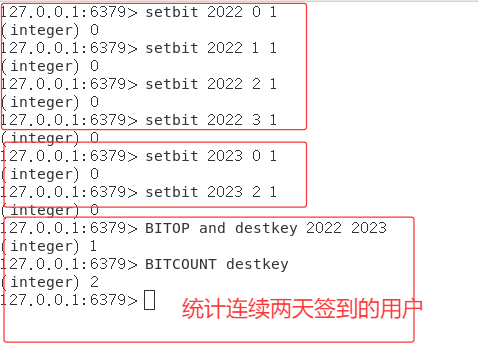 127.0.0.1:6379> setbit 2022 0 1
(integer) 0
127.0.0.1:6379> setbit 2022 1 1
(integer) 0
127.0.0.1:6379> setbit 2022 2 1
(integer) 0
127.0.0.1:6379> setbit 2022 3 1
(integer) 0
127.0.0.1:6379> setbit 2023 0 1
(integer) 0
127.0.0.1:6379> setbit 2023 2 1
(integer) 0
127.0.0.1:6379> BITOP and destkey 2022 2023
(integer) 1
127.0.0.1:6379> BITCOUNT destkey
(integer) 2
127.0.0.1:6379>
统计连续两天签到的用户